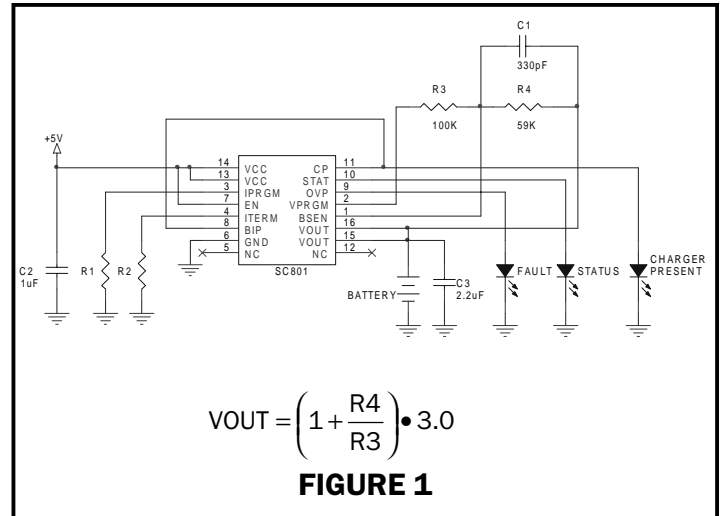 C1
330pF
R3
R4
100K
59K
+5V
14 VCC CP 11
13 VCC STAT 10
3 IPRGM OVP 9
7 EN VPRGM 2
4 ITERM BSEN 1
8 BIP VOUT 16
6 GND VOUT 15
5 NC NC 12
SC801
C2
1uF
R1
R2
BATTERY
C3
2.2uF
FAULT
STATUS
CHARGER
PRESENT
VOUT = (1 + R4/R3) • 3.0
FIGURE 1